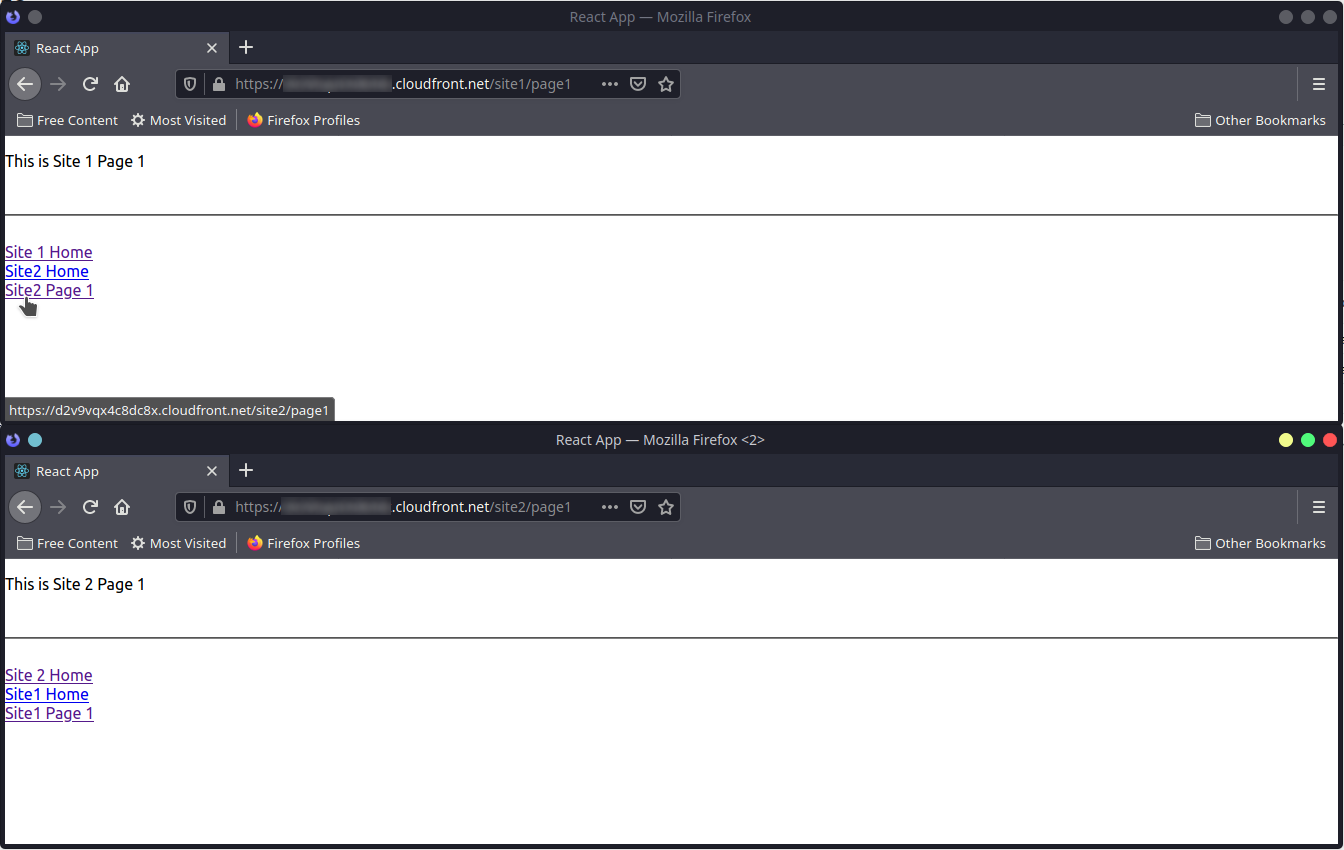 React App — Mozilla Firefox
React App
https:// .cloudfront.net/site1/page1
Free Content Most Visited Firefox Profiles Other Bookmarks
This is Site 1 Page 1
Site 1 Home
Site2 Home
Site2 Page 1
https://d2v9vqx4c8dc8x.cloudfront.net/site2/page1
React App — Mozilla Firefox <2>
React App
https:// .cloudfront.net/site2/page1
Free Content Most Visited Firefox Profiles Other Bookmarks
This is Site 2 Page 1
Site 2 Home
Site1 Home
Site1 Page 1